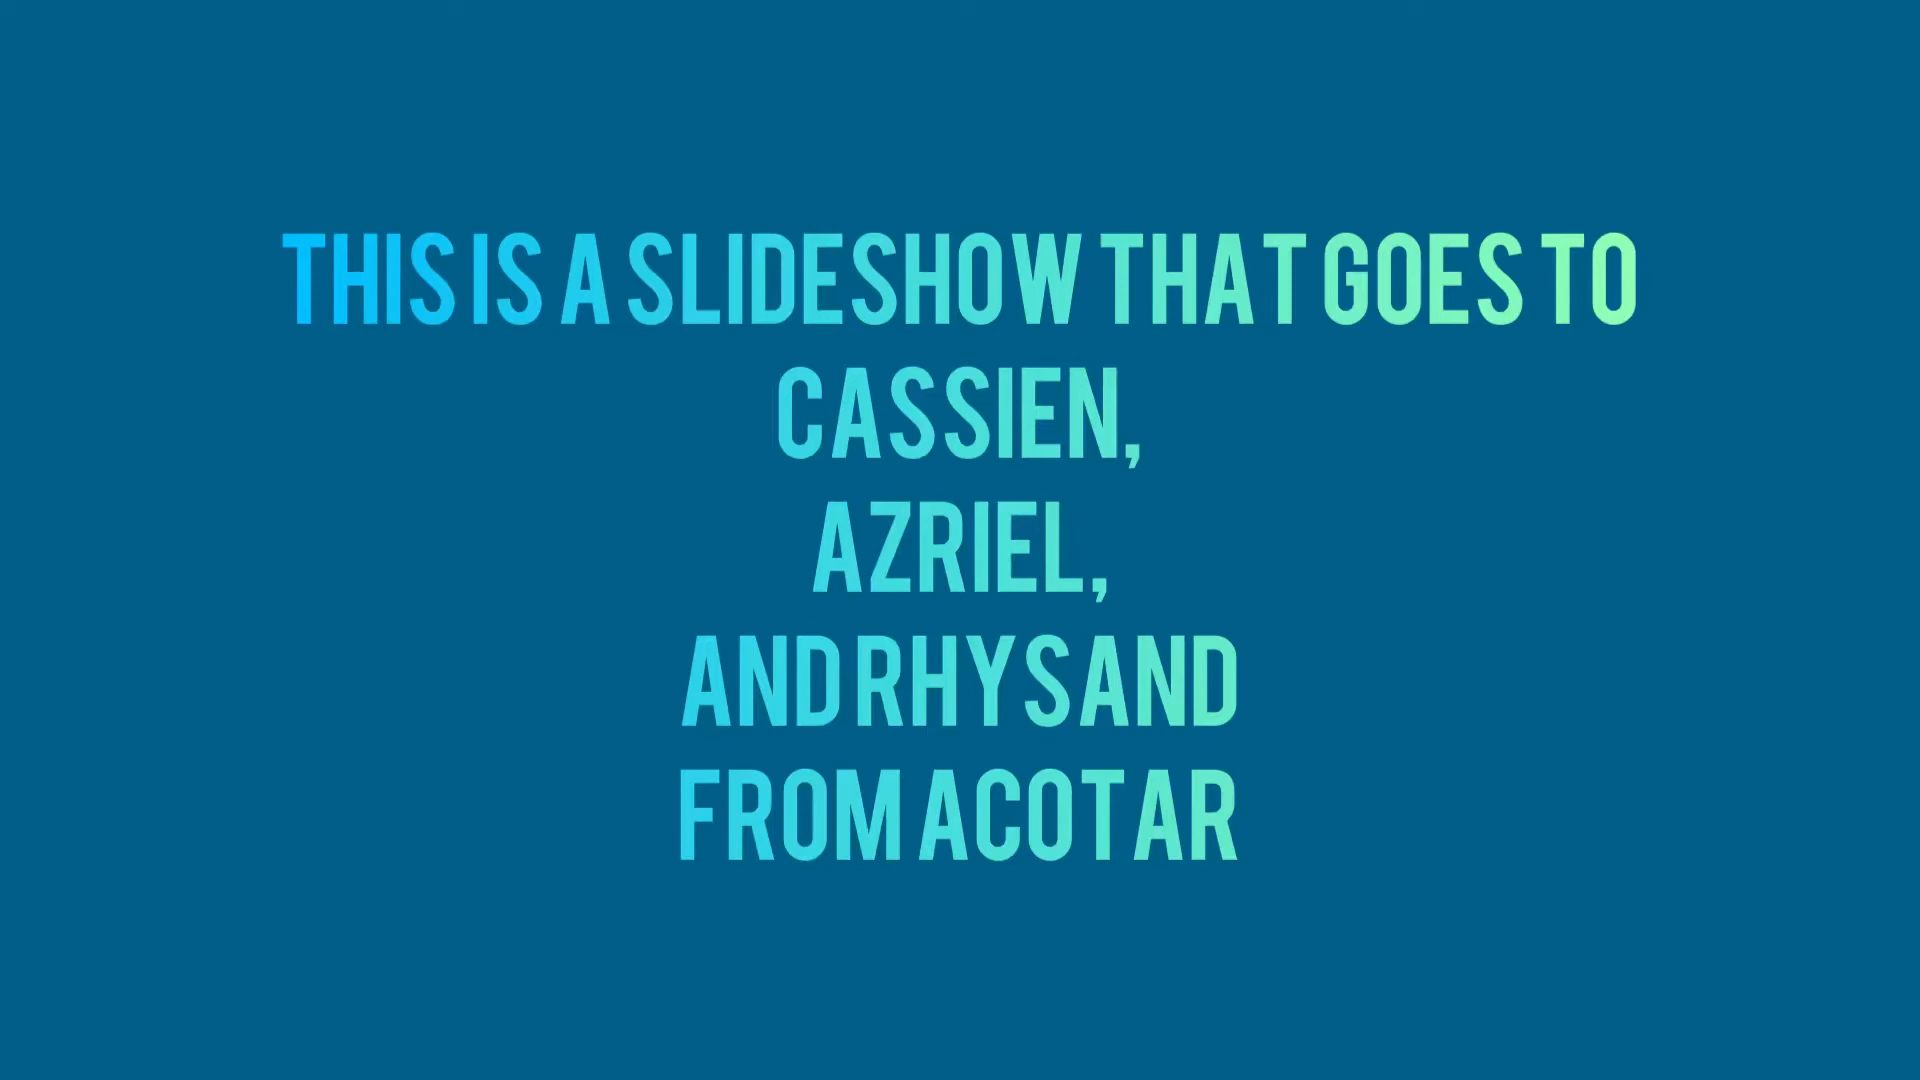 THIS IS A SLIDESHOW THAT GOES TO
CASSIEN,
AZRIEL,
AND RHYSAND
FROM ACOTAR